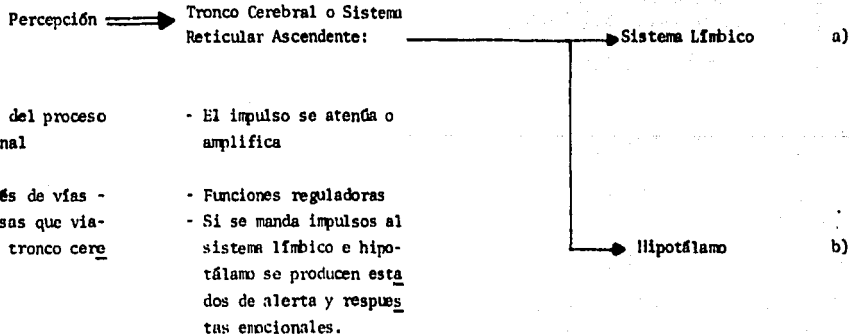 Percepción
Tronco Cerebral o Sistema
Reticular Ascendente:
Sistema Límbico a)
del proceso
nal
- El impulso se atenúa o
amplifica
és de vías -
sas que via-
tronco cere
- Funciones reguladoras
- Si se manda impulsos al
sistema límbico e hipo-
tálamo se producen esta
dos de alerta y respues
tas emocionales.
Hipotálamo b)